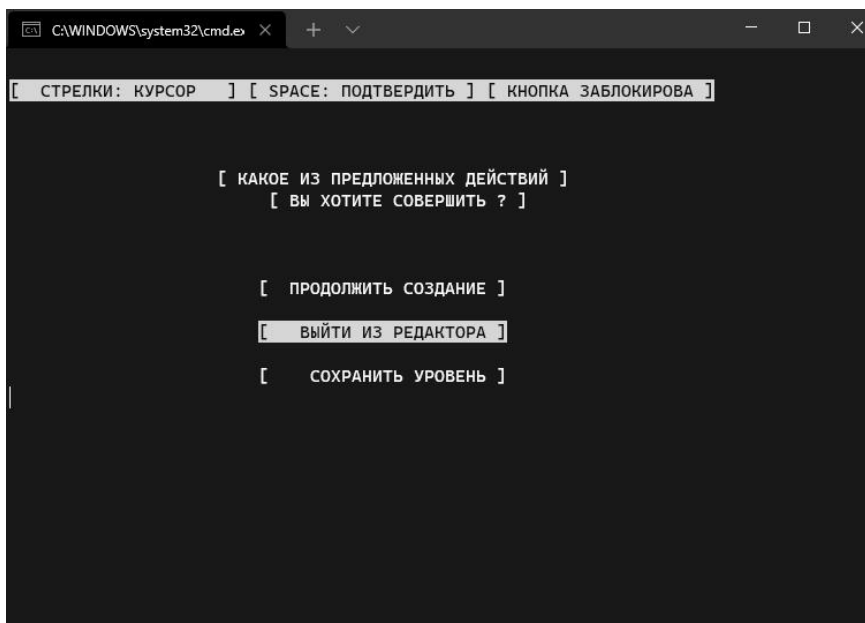 C:\WINDOWS\system32\cmd.ex
[ СТРЕЛКИ: КУРСОР ] [ SPACE: ПОДТВЕРДИТЬ ] [ КНОПКА ЗАБЛОКИРОВА ]
[ КАКОЕ ИЗ ПРЕДЛОЖЕННЫХ ДЕЙСТВИЙ ]
[ ВЫ ХОТИТЕ СОВЕРШИТЬ ? ]
[ ПРОДОЛЖИТЬ СОЗДАНИЕ ]
[ ВЫЙТИ ИЗ РЕДАКТОРА ]
[ СОХРАНИТЬ УРОВЕНЬ ]